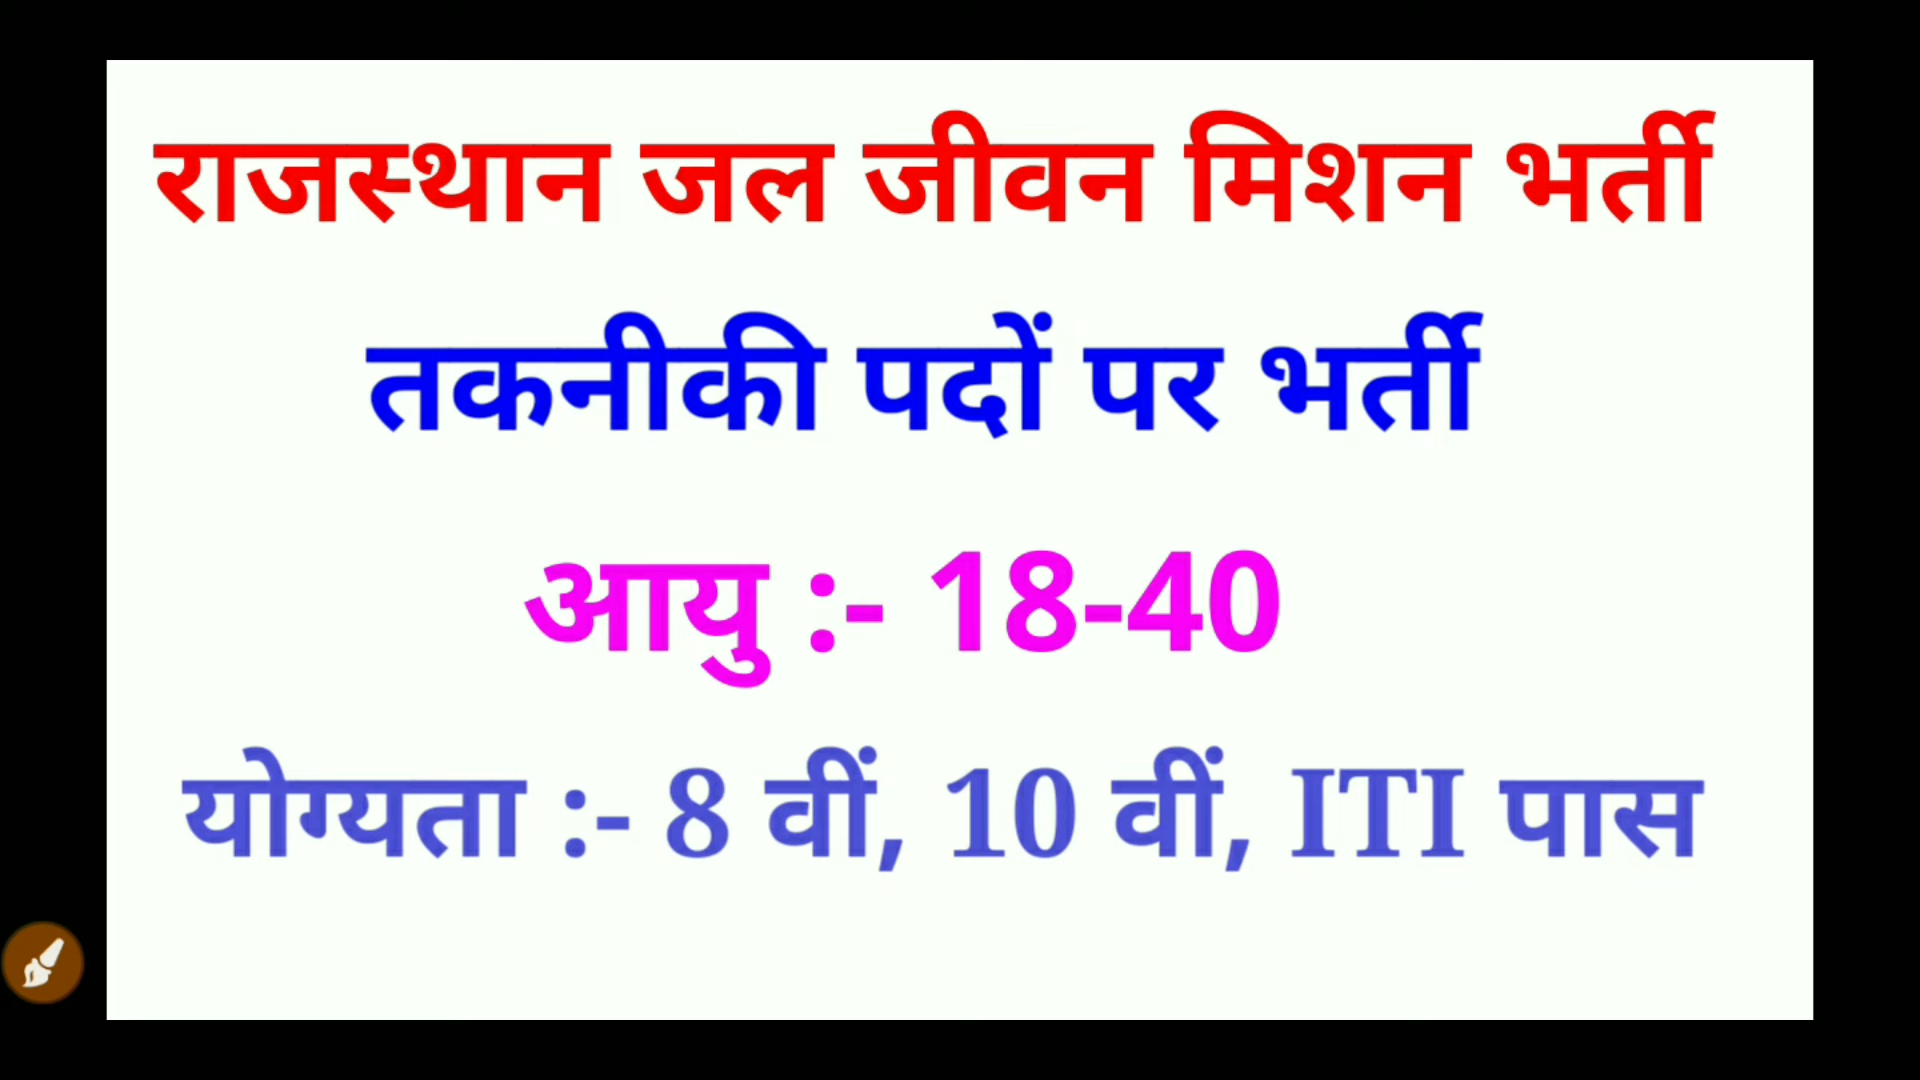 राजस्थान जल जीवन मिशन भर्ती
तकनीकी पदों पर भर्ती
आयु :- 18-40
योग्यता :- 8 वीं, 10 वीं, ITI पास